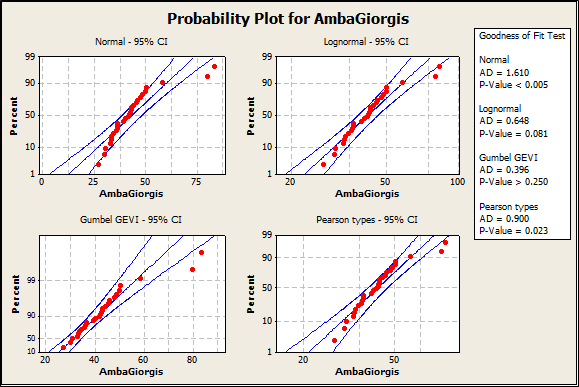 Probability Plot for AmbaGiorgis
Normal - 95% CI
Percent
99
90
50
10
1
0 25 50 75
AmbaGiorgis
Lognormal - 95% CI
Percent
99
90
50
10
1
20 50 100
AmbaGiorgis
Gumbel GEVI - 95% CI
Percent
99
90
50
10
20 40 60 80
AmbaGiorgis
Pearson types - 95% CI
Percent
99
90
50
10
1
50
AmbaGiorgis
Goodness of Fit Test
Normal
AD = 1.610
P-Value < 0.005
Lognormal
AD = 0.648
P-Value = 0.081
Gumbel GEVI
AD = 0.396
P-Value > 0.250
Pearson types
AD = 0.900
P-Value = 0.023